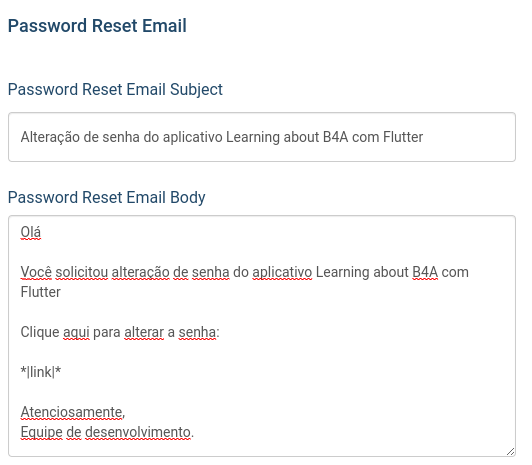 Password Reset Email
Password Reset Email Subject
Alteração de senha do aplicativo Learning about B4A com Flutter
Password Reset Email Body
Olá
Você solicitou alteração de senha do aplicativo Learning about B4A com
Flutter
Clique aqui para alterar a senha:
*|link|*
Atenciosamente,
Equipe de desenvolvimento.